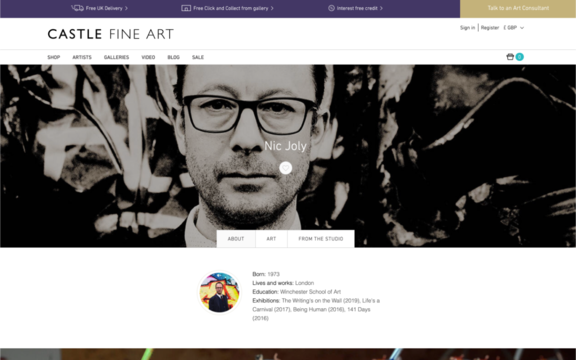 Free UK Delivery >
Free Click and Collect from gallery >
Interest free credit >
Talk to an Art Consultant
CASTLE FINE ART
Sign in | Register £ GBP
SHOP ARTISTS GALLERIES VIDEO BLOG SALE
0
Nic Joly
ABOUT ART FROM THE STUDIO
Born: 1973
Lives and works: London
Education: Winchester School of Art
Exhibitions: The Writing's on the Wall (2019), Life's a
Carnival (2017), Being Human (2016), 141 Days
(2016)